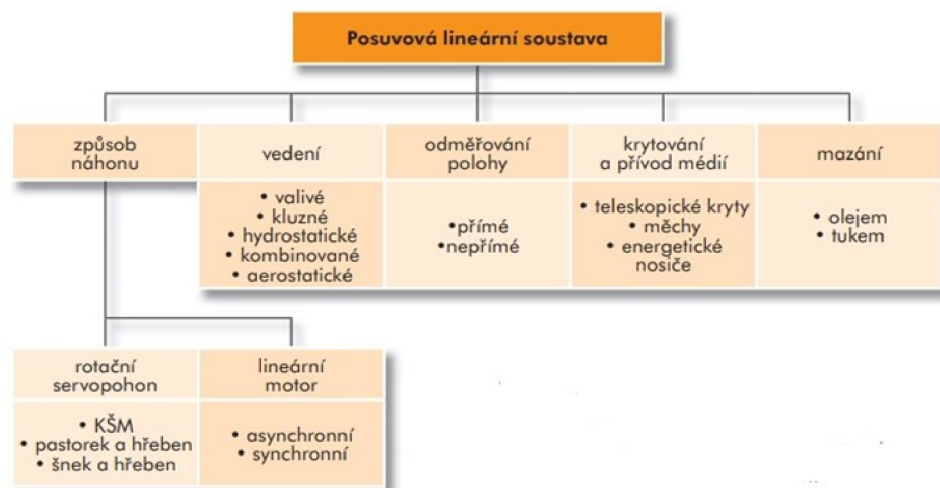 Posuvová lineární soustava
způsob
náhonu
vedení
• valivé
• kluzné
• hydrostatické
• kombinované
• aerostatické
odměřování
polohy
•přímé
•nepřímé
krytování
a přívod médií
• teleskopické kryty
• měchy
• energetické
nosiče
mazání
• olejem
• tukem
rotační
servopohon
• KŠM
• pastorek a hřeben
• šnek a hřeben
lineární
motor
• asynchronní
• synchronní